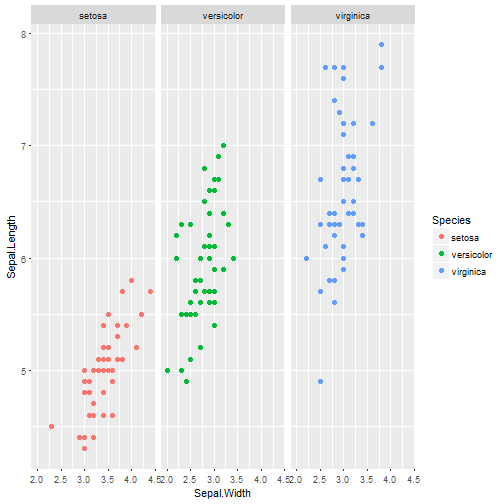 setosa versicolor virginica
8
7
6
5
Sepal.Length
2.0 2.5 3.0 3.5 4.0 4.5 2.0 2.5 3.0 3.5 4.0 4.5 2.0 2.5 3.0 3.5 4.0 4.5
Sepal.Width
Species
setosa
versicolor
virginica